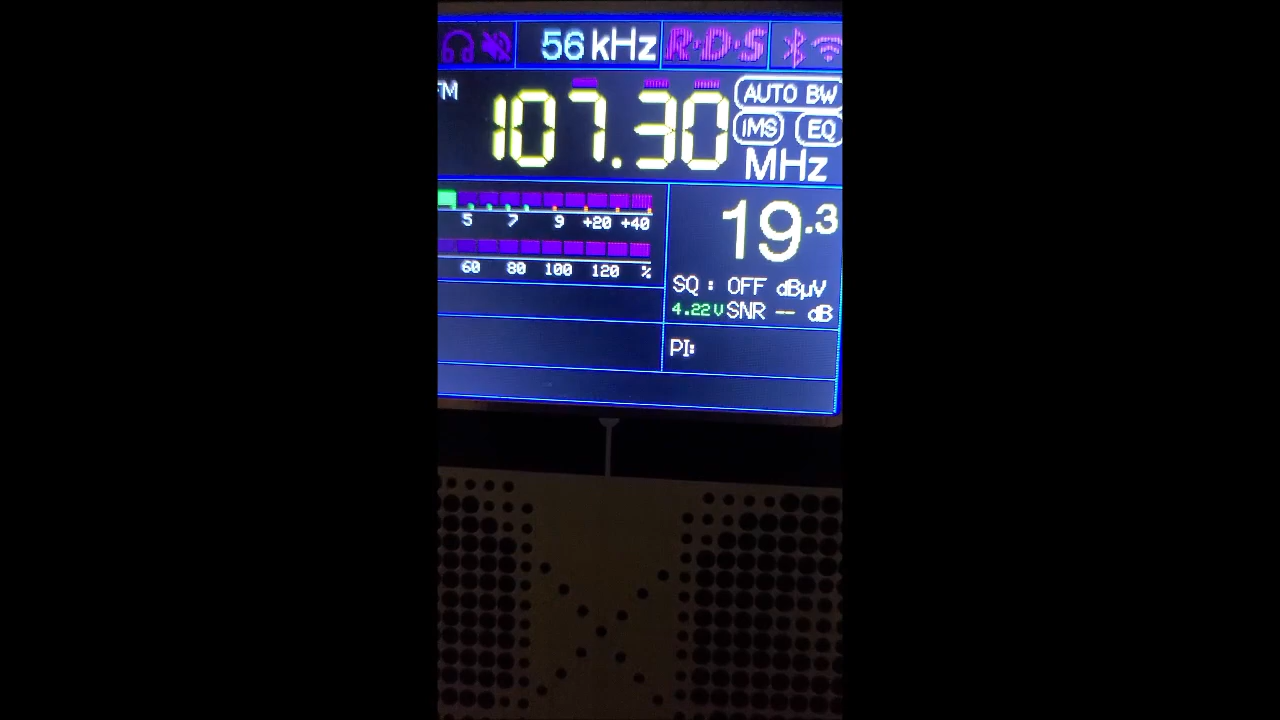 56 kHz R·D·S
FM 107.30 AUTO BW
IMS EQ
MHz
5 7 9 +20 +40
19.3
60 80 100 120 %
SQ : OFF dBµV
4.22V SNR -- dB
PI: